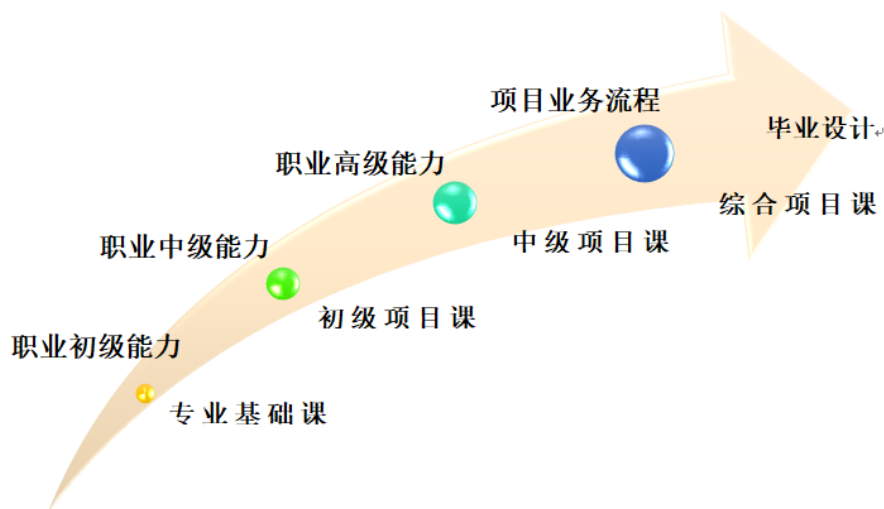 项目业务流程
毕业设计
职业高级能力
综合项目课
中级项目课
职业中级能力
初级项目课
职业初级能力
专业基础课